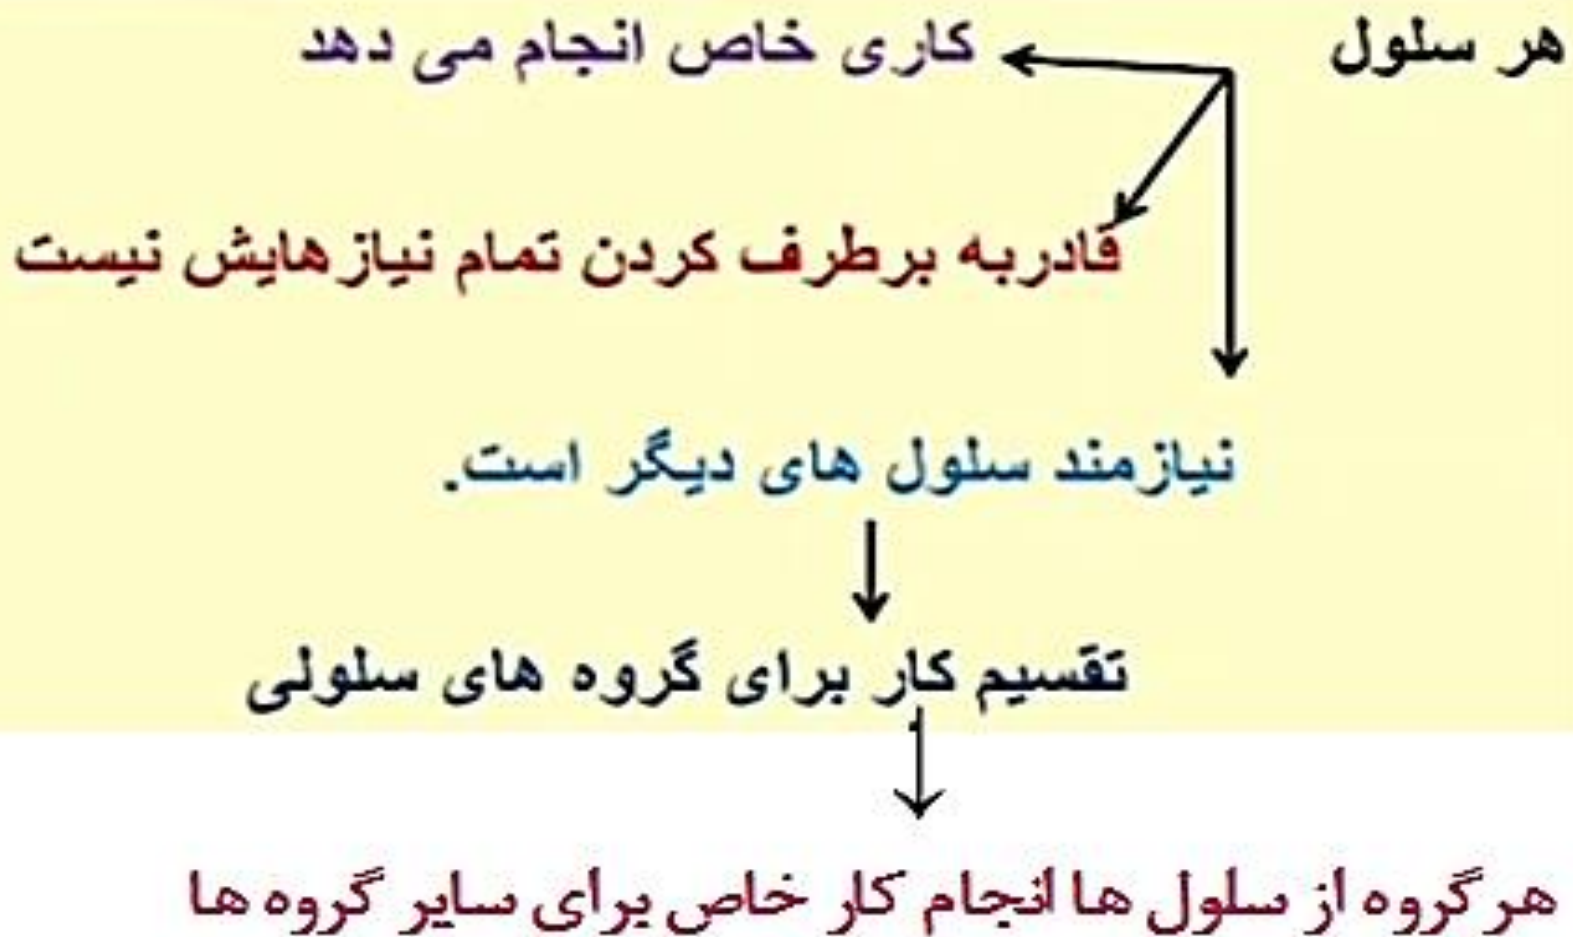 هر سلول کاری خاص انجام می دهد
قادربه برطرف کردن تمام نیازهایش نیست
نیازمند سلول های دیگر است.
تقسیم کار برای گروه های سلولی
هرگروه از سلول ها انجام کار خاص برای سایر گروه ها